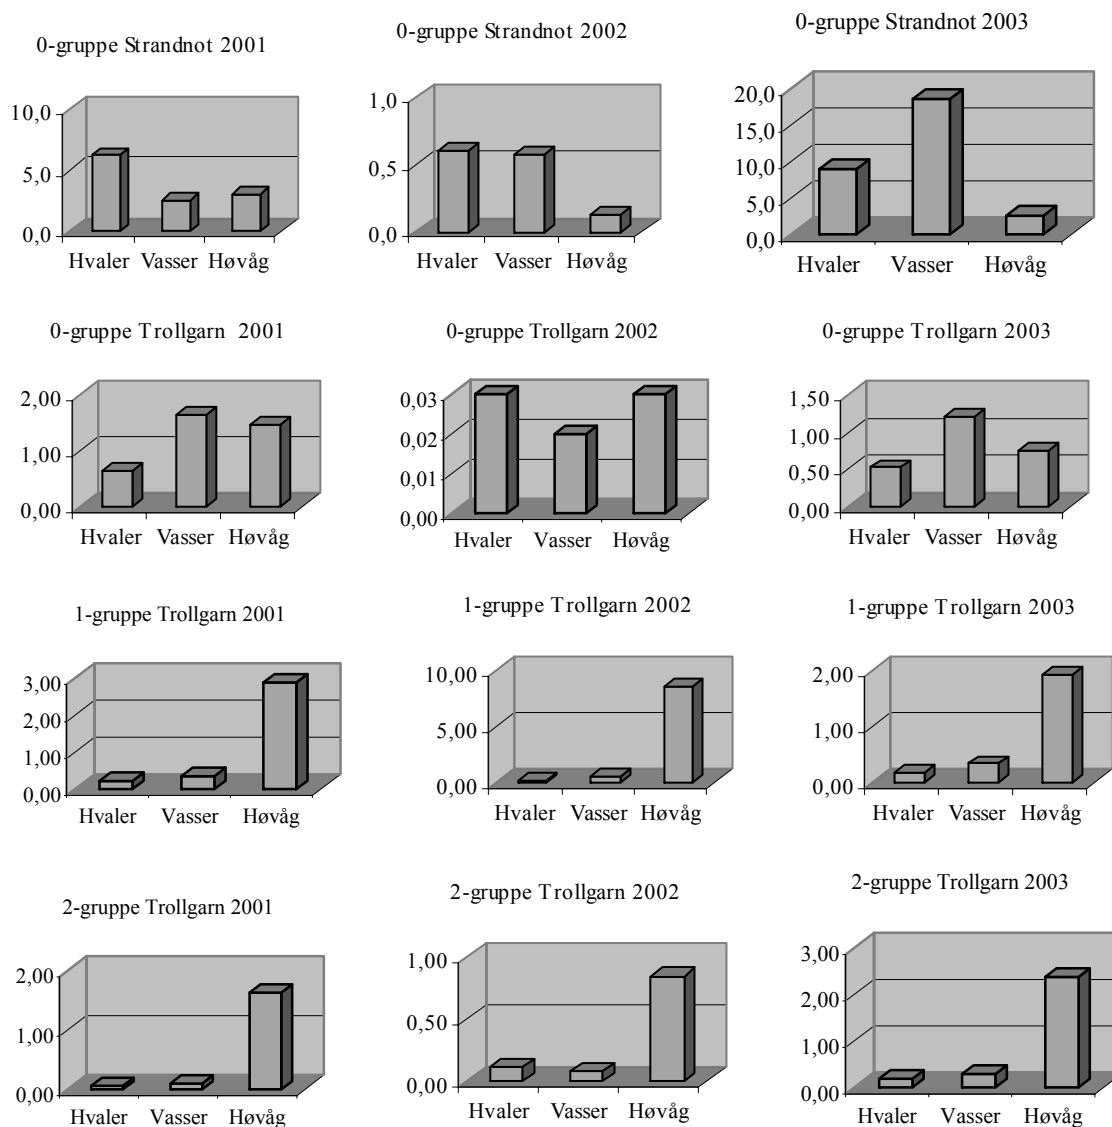 0-gruppe Strandnot 2001
10,0
5,0
0,0
Hvaler Vasser Høvåg
0-gruppe Strandnot 2002
1,0
0,5
0,0
Hvaler Vasser Høvåg
0-gruppe Strandnot 2003
20,0
15,0
10,0
5,0
0,0
Hvaler Vasser Høvåg
0-gruppe Trollgarn 2001
2,00
1,00
0,00
Hvaler Vasser Høvåg
0-gruppe Trollgarn 2002
0,03
0,02
0,01
0,00
Hvaler Vasser Høvåg
0-gruppe Trollgarn 2003
1,50
1,00
0,50
0,00
Hvaler Vasser Høvåg
1-gruppe Trollgarn 2001
3,00
2,00
1,00
0,00
Hvaler Vasser Høvåg
1-gruppe Trollgarn 2002
10,00
5,00
0,00
Hvaler Vasser Høvåg
1-gruppe Trollgarn 2003
2,00
1,00
0,00
Hvaler Vasser Høvåg
2-gruppe Trollgarn 2001
2,00
1,00
0,00
Hvaler Vasser Høvåg
2-gruppe Trollgarn 2002
1,00
0,50
0,00
Hvaler Vasser Høvåg
2-gruppe Trollgarn 2003
3,00
2,00
1,00
0,00
Hvaler Vasser Høvåg